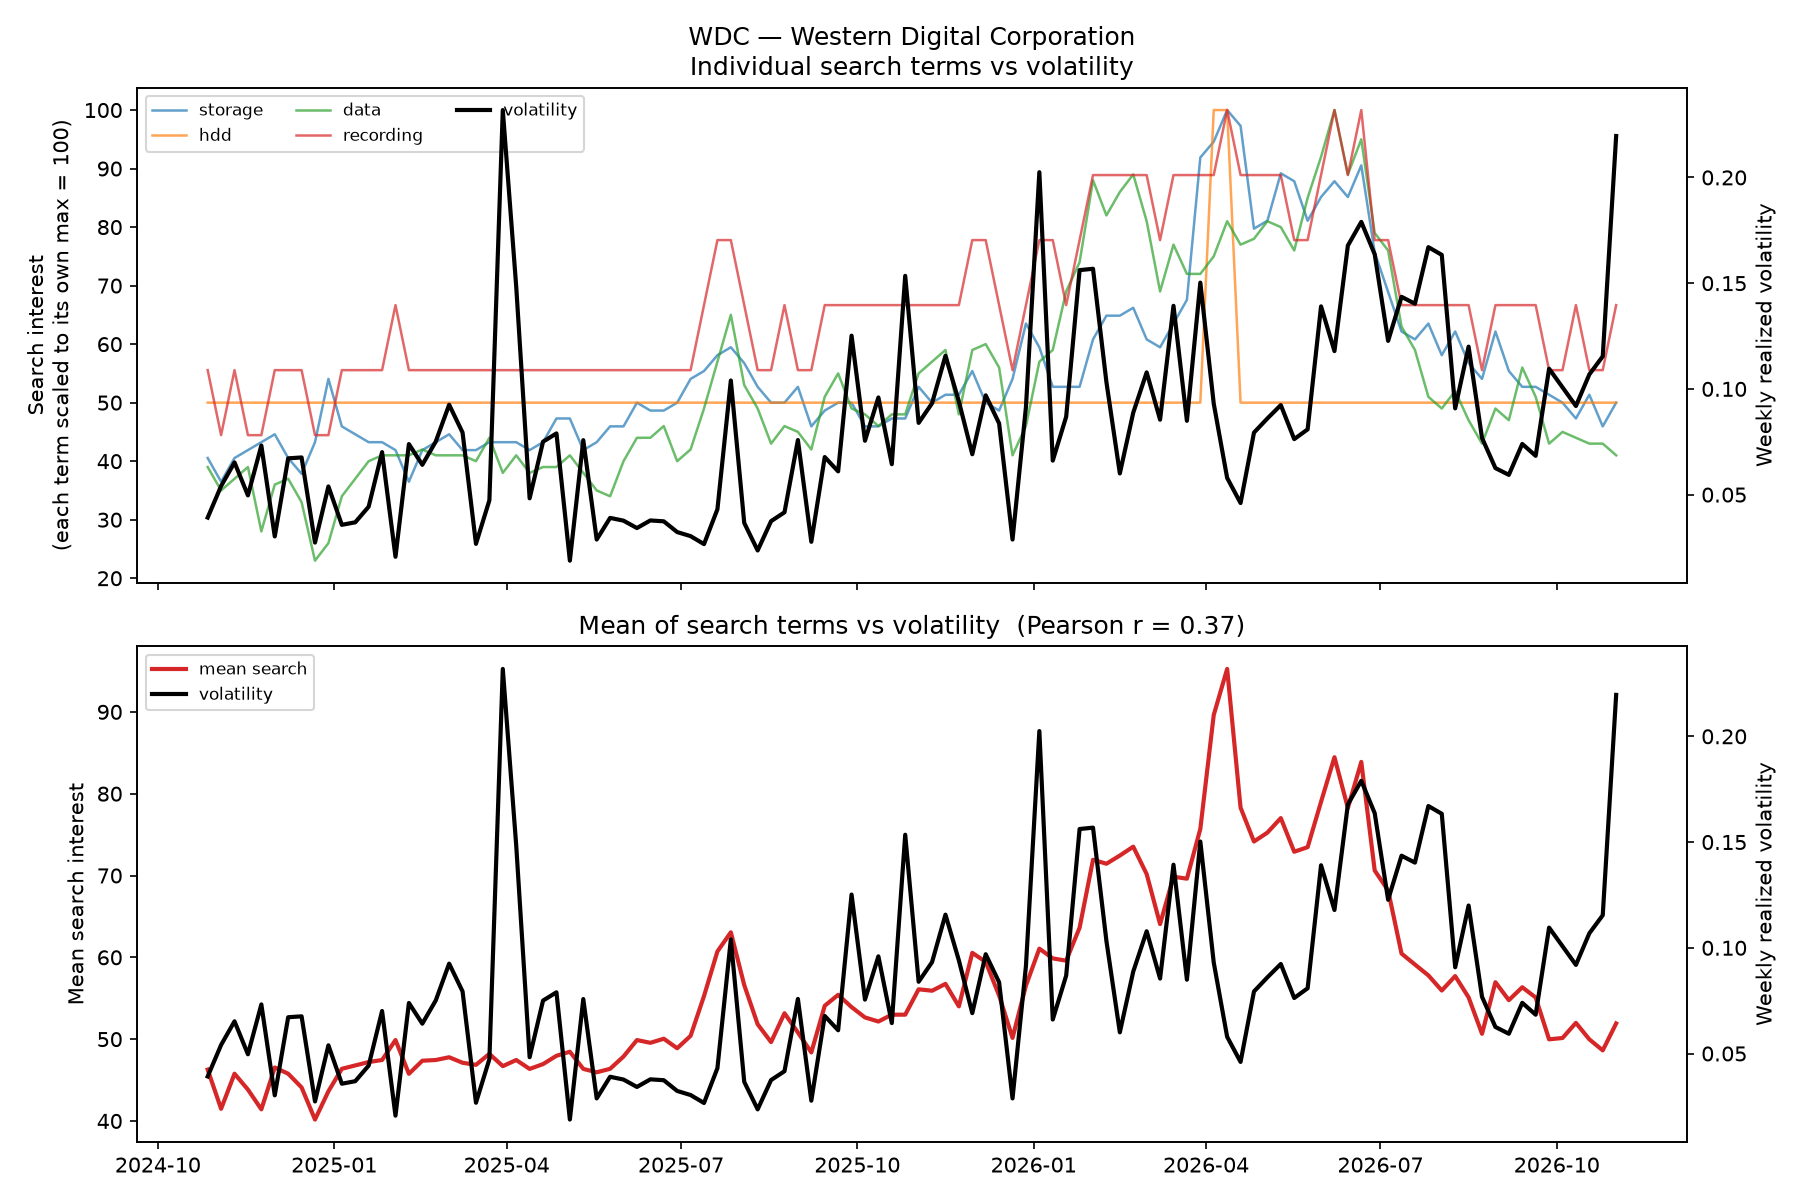 WDC — Western Digital Corporation
Individual search terms vs volatility
storage
hdd
data
recording
volatility
Search interest
(each term scaled to its own max = 100)
100
90
80
70
60
50
40
30
20
0.20
0.15
0.10
0.05
Weekly realized volatility
Mean of search terms vs volatility  (Pearson r = 0.37)
mean search
volatility
Mean search interest
90
80
70
60
50
40
0.20
0.15
0.10
0.05
Weekly realized volatility
2024-10
2025-01
2025-04
2025-07
2025-10
2026-01
2026-04
2026-07
2026-10